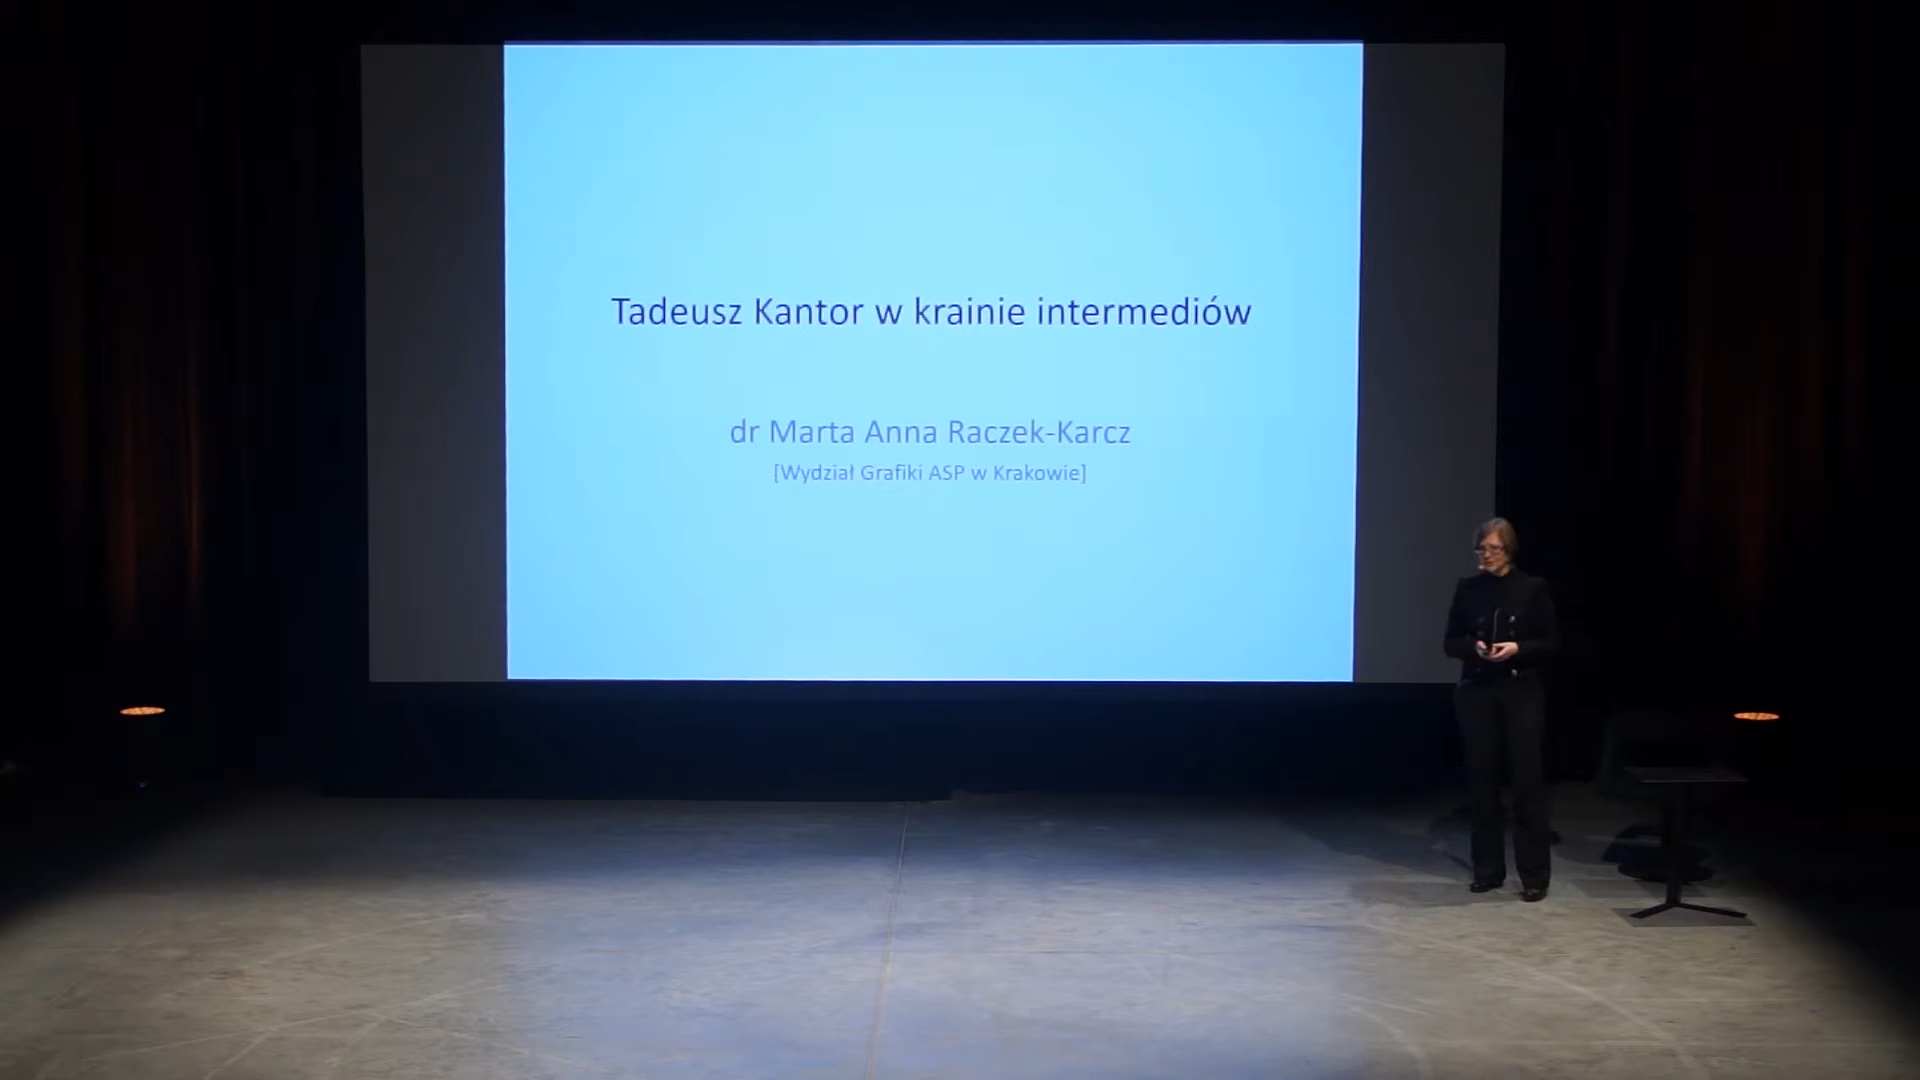 Tadeusz Kantor w krainie intermediów
dr Marta Anna Raczek-Karcz
[Wydział Grafiki ASP w Krakowie]